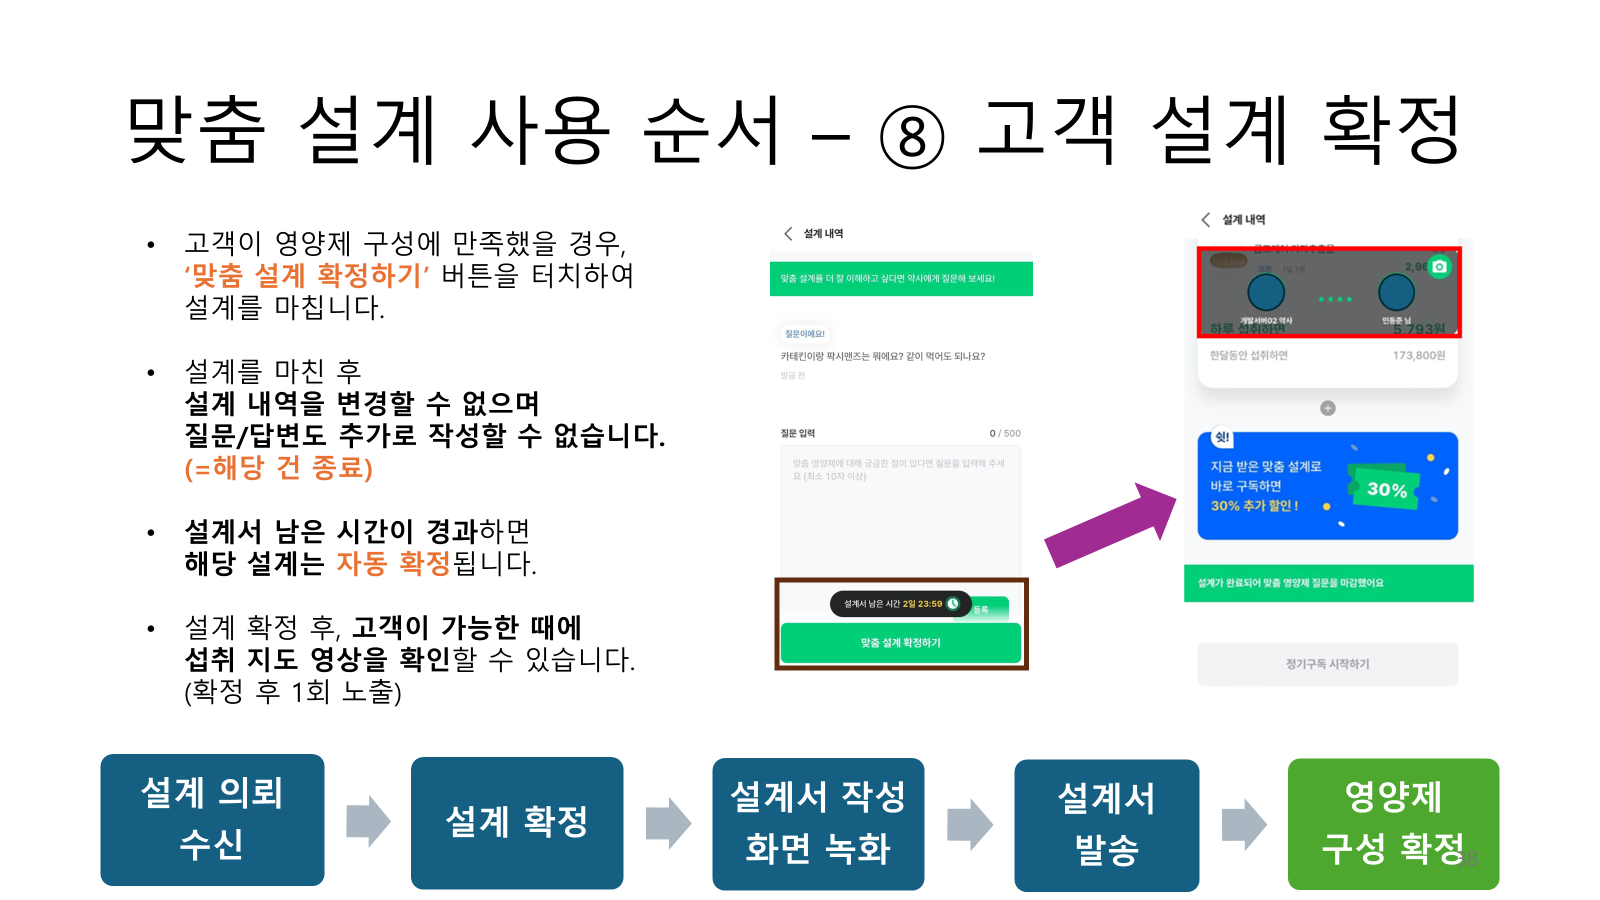 맞춤 설계 사용 순서 – ⑧ 고객 설계 확정
• 고객이 영양제 구성에 만족했을 경우,
‘맞춤 설계 확정하기’ 버튼을 터치하여
설계를 마칩니다.
• 설계를 마친 후
설계 내역을 변경할 수 없으며
질문/답변도 추가로 작성할 수 없습니다.
(=해당 건 종료)
• 설계서 남은 시간이 경과하면
해당 설계는 자동 확정됩니다.
• 설계 확정 후, 고객이 가능한 때에
섭취 지도 영상을 확인할 수 있습니다.
(확정 후 1회 노출)
설계 내역
맞춤 설계를 더 잘 이해하고 싶다면 약사에게 질문해 보세요!
질문이에요!
카테킨이랑 팍시맨즈는 뭐에요? 같이 먹어도 되나요?
방금 전
질문 입력
0 / 500
맞춤 영양제에 대해 궁금한 점이 있다면 질문을 입력해 주세
요 (최소 10자 이상)
설계서 남은 시간 2일 23:59
등록
맞춤 설계 확정하기
설계 내역
오전 1일 1정
2,96
개발서버02 약사
민동준 님
하루 섭취하면
5,793원
한달동안 섭취하면
173,800원
쉿!
지금 받은 맞춤 설계로
바로 구독하면
30% 추가 할인 !
30%
설계가 완료되어 맞춤 영양제 질문을 마감했어요
정기구독 시작하기
설계 의뢰
수신
설계 확정
설계서 작성
화면 녹화
설계서
발송
영양제
구성 확정